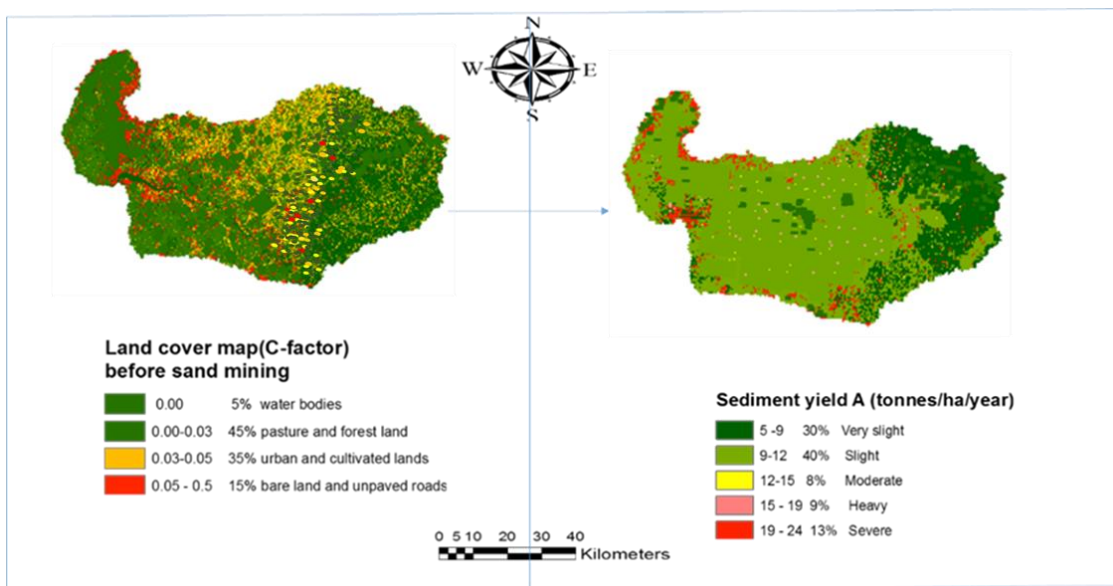 N
W E
S
Land cover map(C-factor)
before sand mining
0.00 5% water bodies
0.00-0.03 45% pasture and forest land
0.03-0.05 35% urban and cultivated lands
0.05 - 0.5 15% bare land and unpaved roads
Sediment yield A (tonnes/ha/year)
5 -9 30% Very slight
9-12 40% Slight
12-15 8% Moderate
15 - 19 9% Heavy
19 - 24 13% Severe
0 5 10 20 30 40
Kilometers